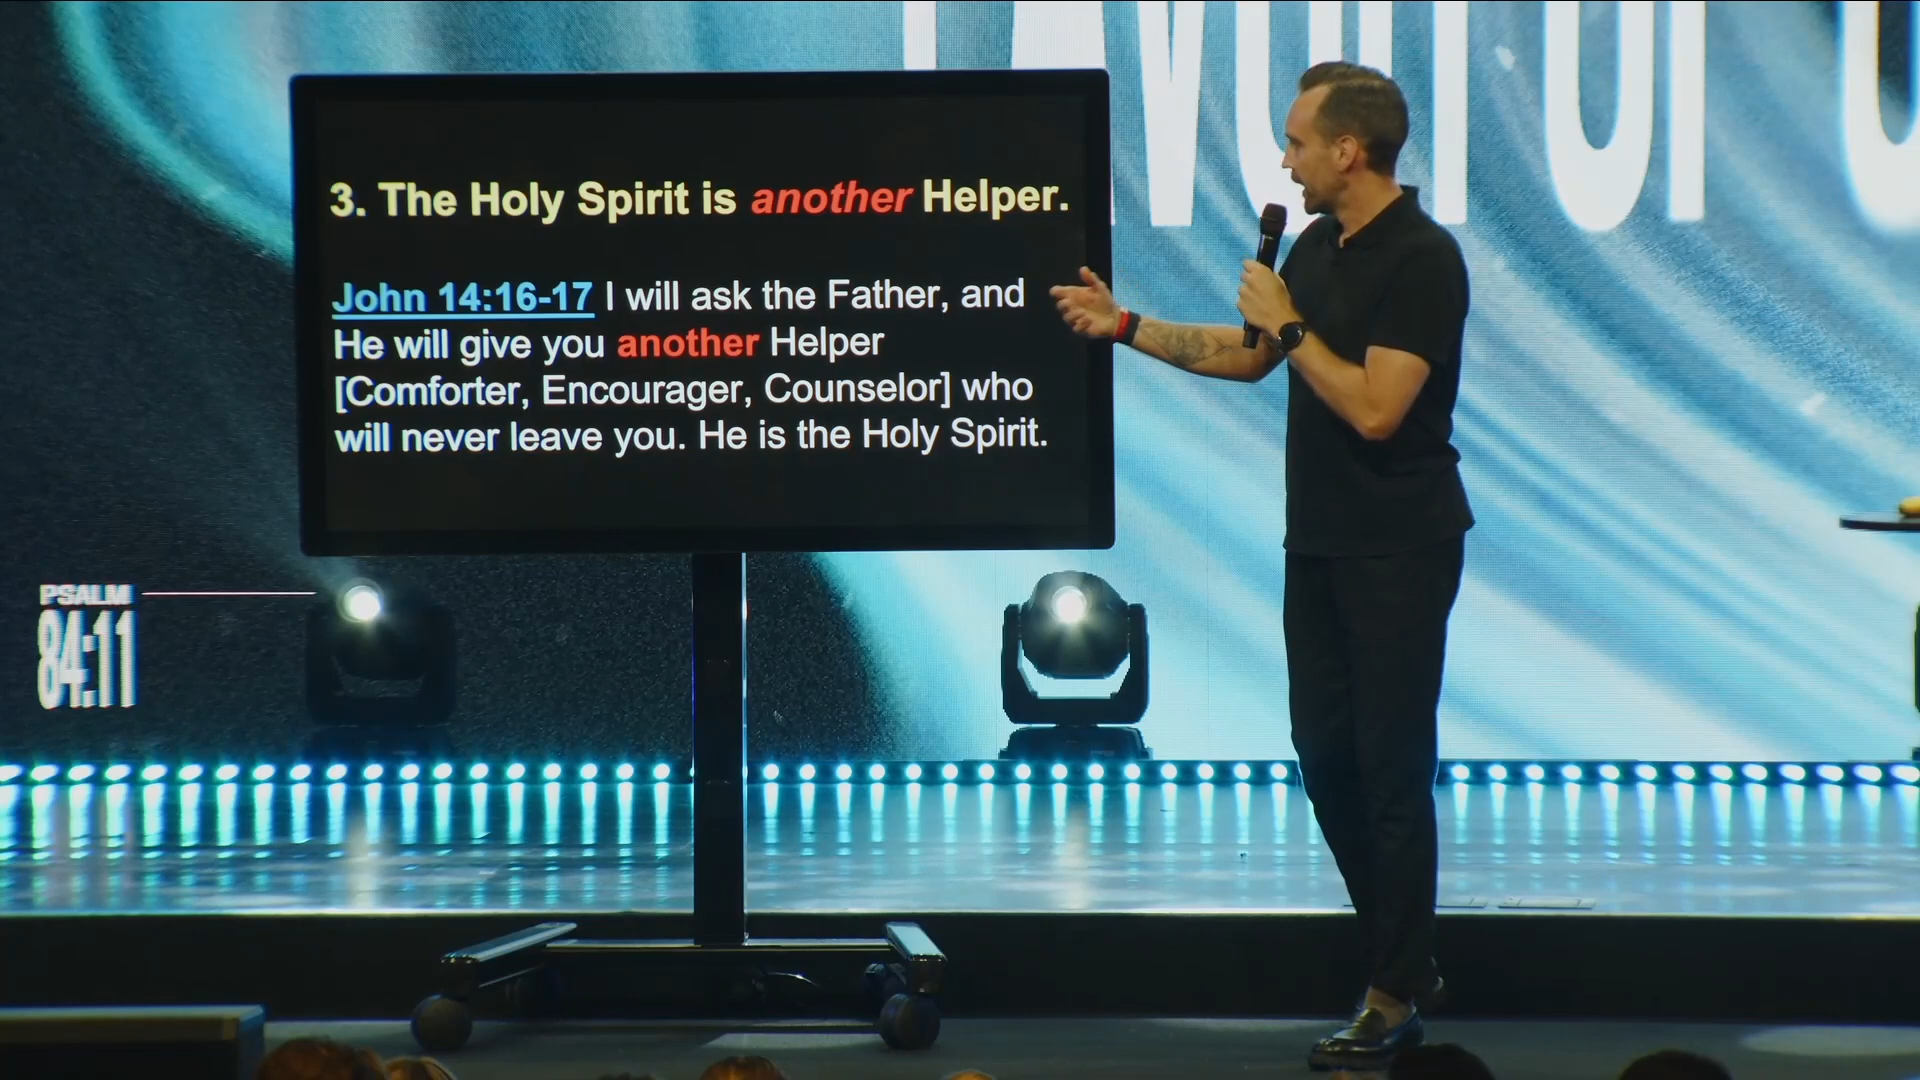 3. The Holy Spirit is another Helper.
John 14:16-17 I will ask the Father, and
He will give you another Helper
[Comforter, Encourager, Counselor] who
will never leave you. He is the Holy Spirit.
PSALM
84:11